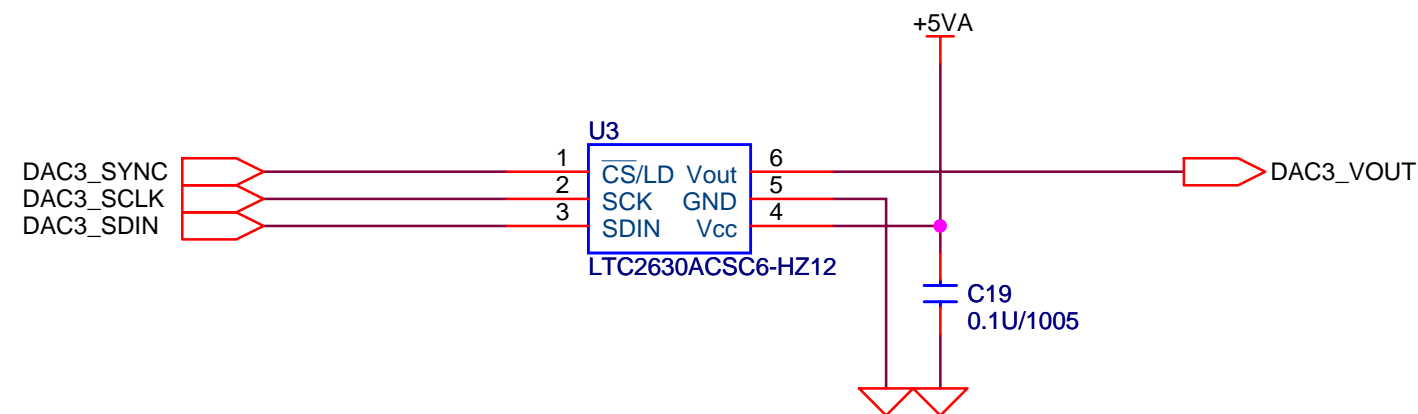 +5VA
U3
DAC3_SYNC 1 CS/LD Vout 6 DAC3_VOUT
DAC3_SCLK 2 SCK GND 5
DAC3_SDIN 3 SDIN Vcc 4
LTC2630ACSC6-HZ12
C19
0.1U/1005